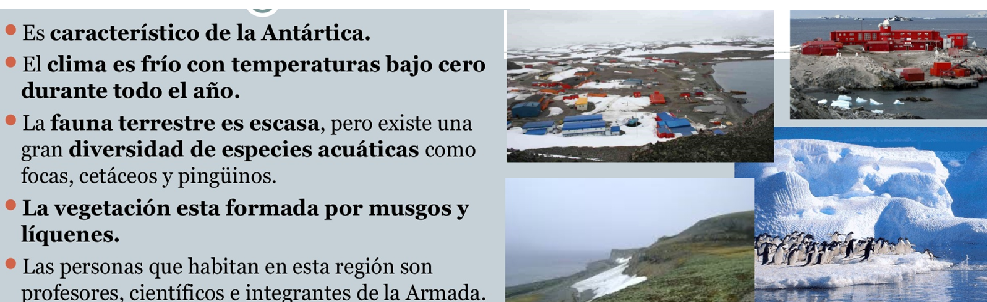 • Es característico de la Antártica.
• El clima es frío con temperaturas bajo cero
durante todo el año.
• La fauna terrestre es escasa, pero existe una
gran diversidad de especies acuáticas como
focas, cetáceos y pingüinos.
• La vegetación esta formada por musgos y
líquenes.
• Las personas que habitan en esta región son
profesores, científicos e integrantes de la Armada.